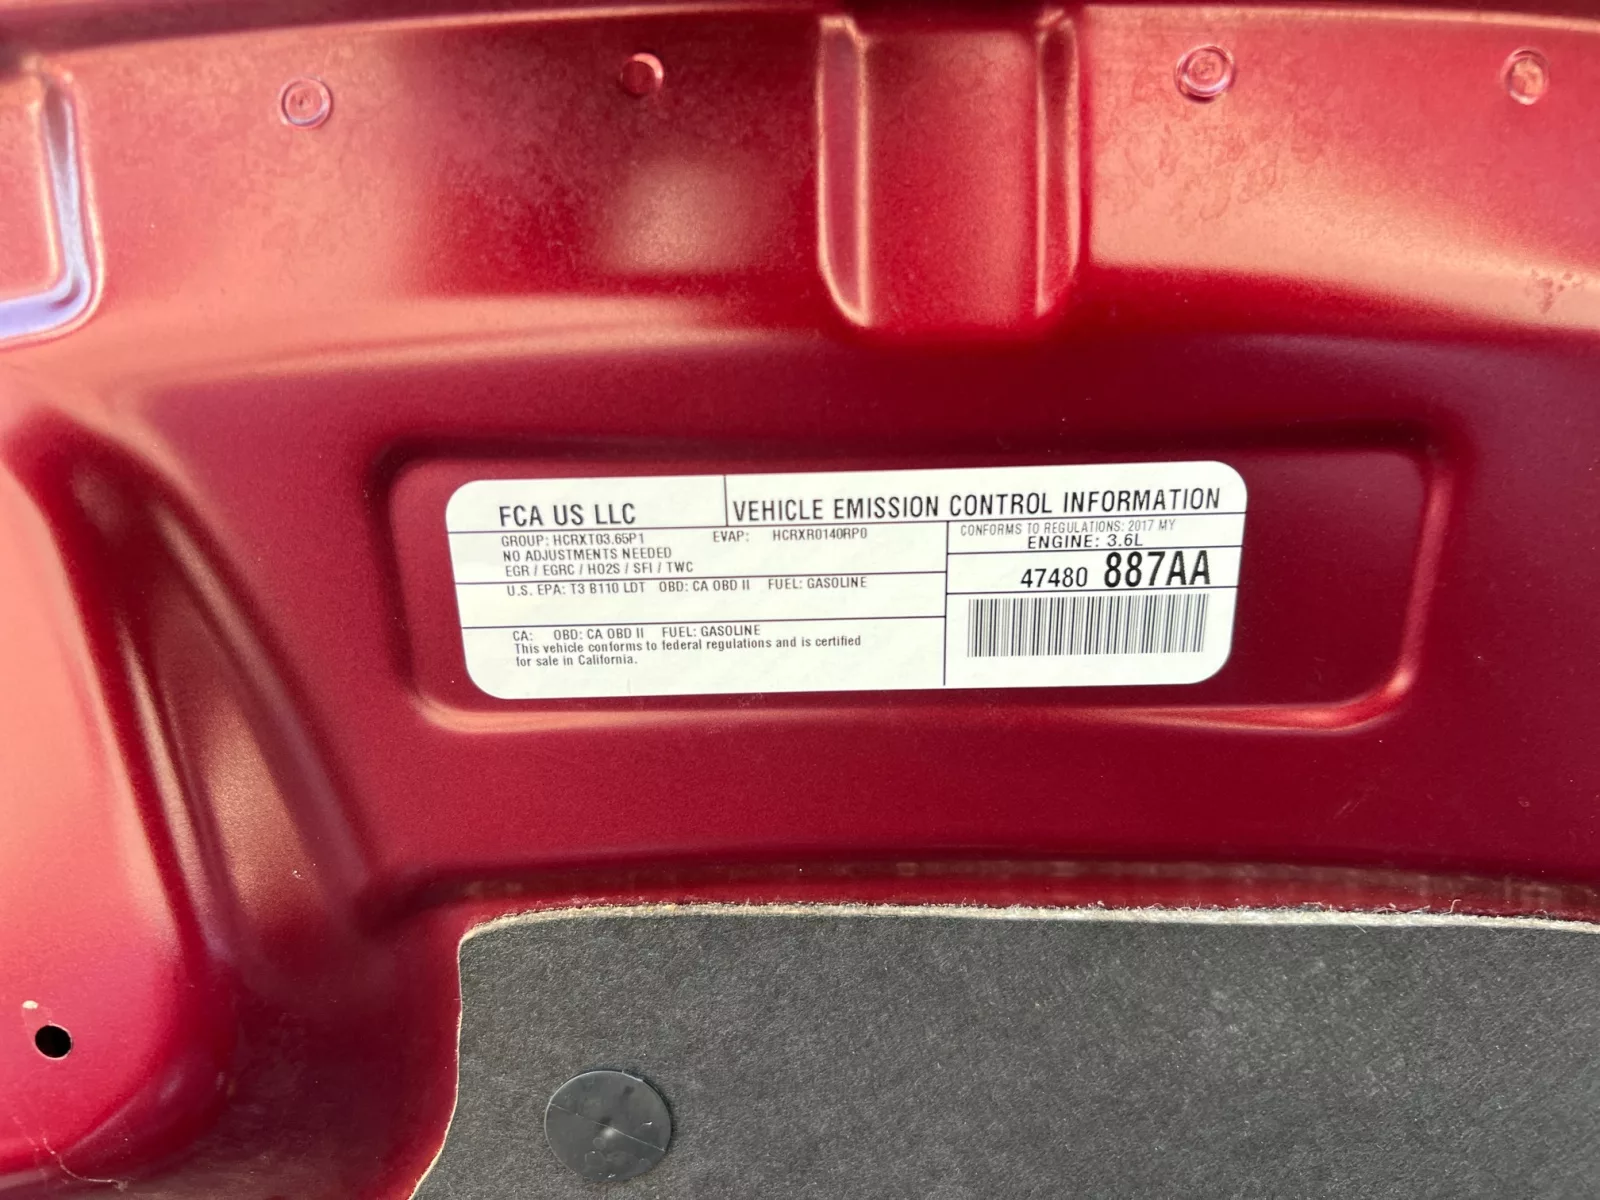 FCA US LLC
VEHICLE EMISSION CONTROL INFORMATION
GROUP: HCRXT03.65P1 EVAP: HCRXR0140RP0
NO ADJUSTMENTS NEEDED
EGR / EGRC / HO2S / SFI / TWC
CONFORMS TO REGULATIONS: 2017 MY
ENGINE: 3.6L
47480 887AA
U.S. EPA: T3 B110 LDT OBD: CA OBD II FUEL: GASOLINE
CA: OBD: CA OBD II FUEL: GASOLINE
This vehicle conforms to federal regulations and is certified
for sale in California.